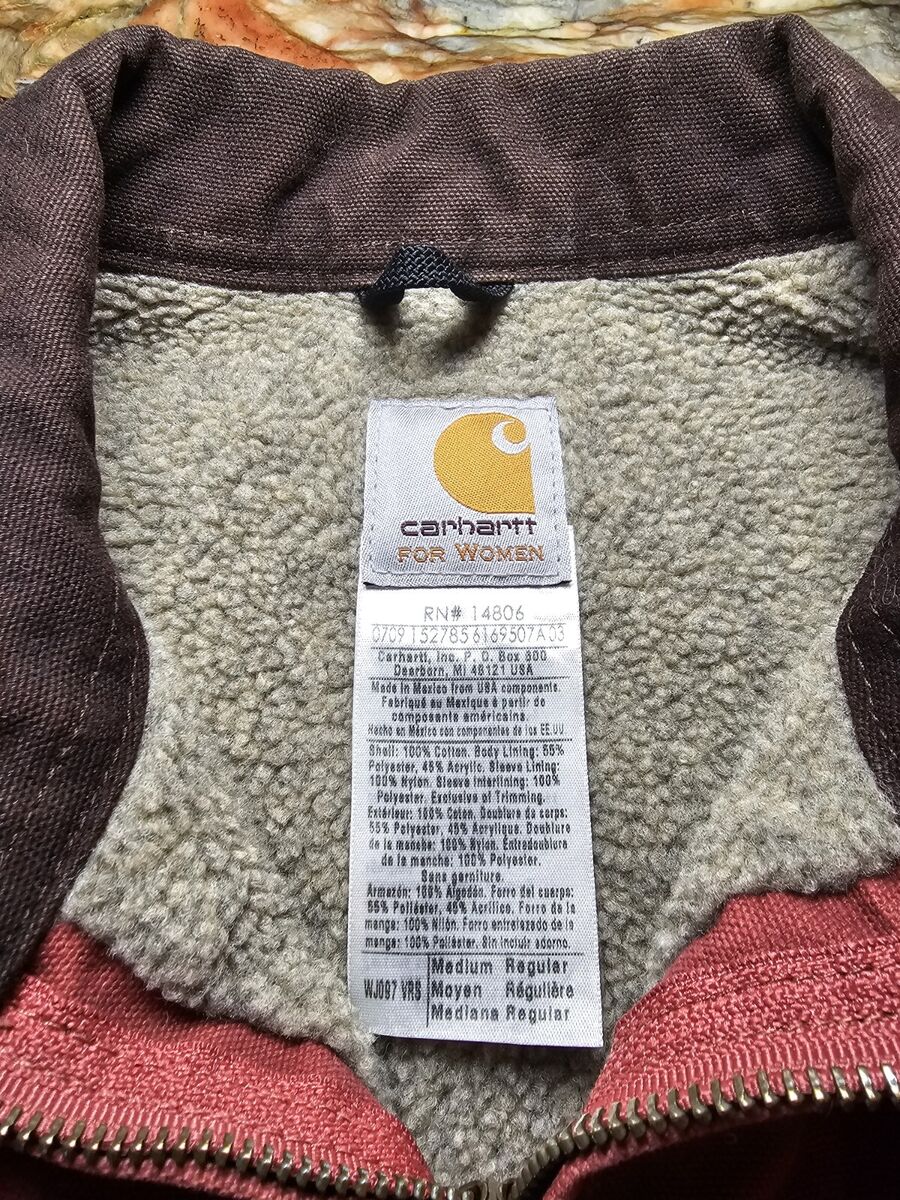 carhartt
FOR WOMEN
RN# 14806
0709 1527856169507A03
Carhartt, Inc. P. O. Box 600
Dearborn, MI 48121 USA
Made in Mexico from USA components.
Fabriqué au Mexique à partir de
composants américains.
Hecho en México con componentes de los EE.UU
Shell: 100% Cotton. Body Lining: 55%
Polyester, 45% Acrylic. Sleeve Lining:
100% Nylon. Sleeve Interlining: 100%
Polyester. Exclusive of Trimming.
Extérieur: 100% Coton. Doublure du corps:
55% Polyester, 45% Acrylique. Doublure
de la manche: 100% Nylon. Entredoublure
de la manche: 100% Polyester.
Sans garniture.
Armazón: 100% Algodón. Forro del cuerpo:
55% Poliéster, 45% Acrílico. Forro de la
manga: 100% Nilón. Forro entrelazado de la
manga: 100% Poliéster. Sin incluir adorno.
WJ097 VRS
Medium Regular
Moyen Régulière
Mediana Regular